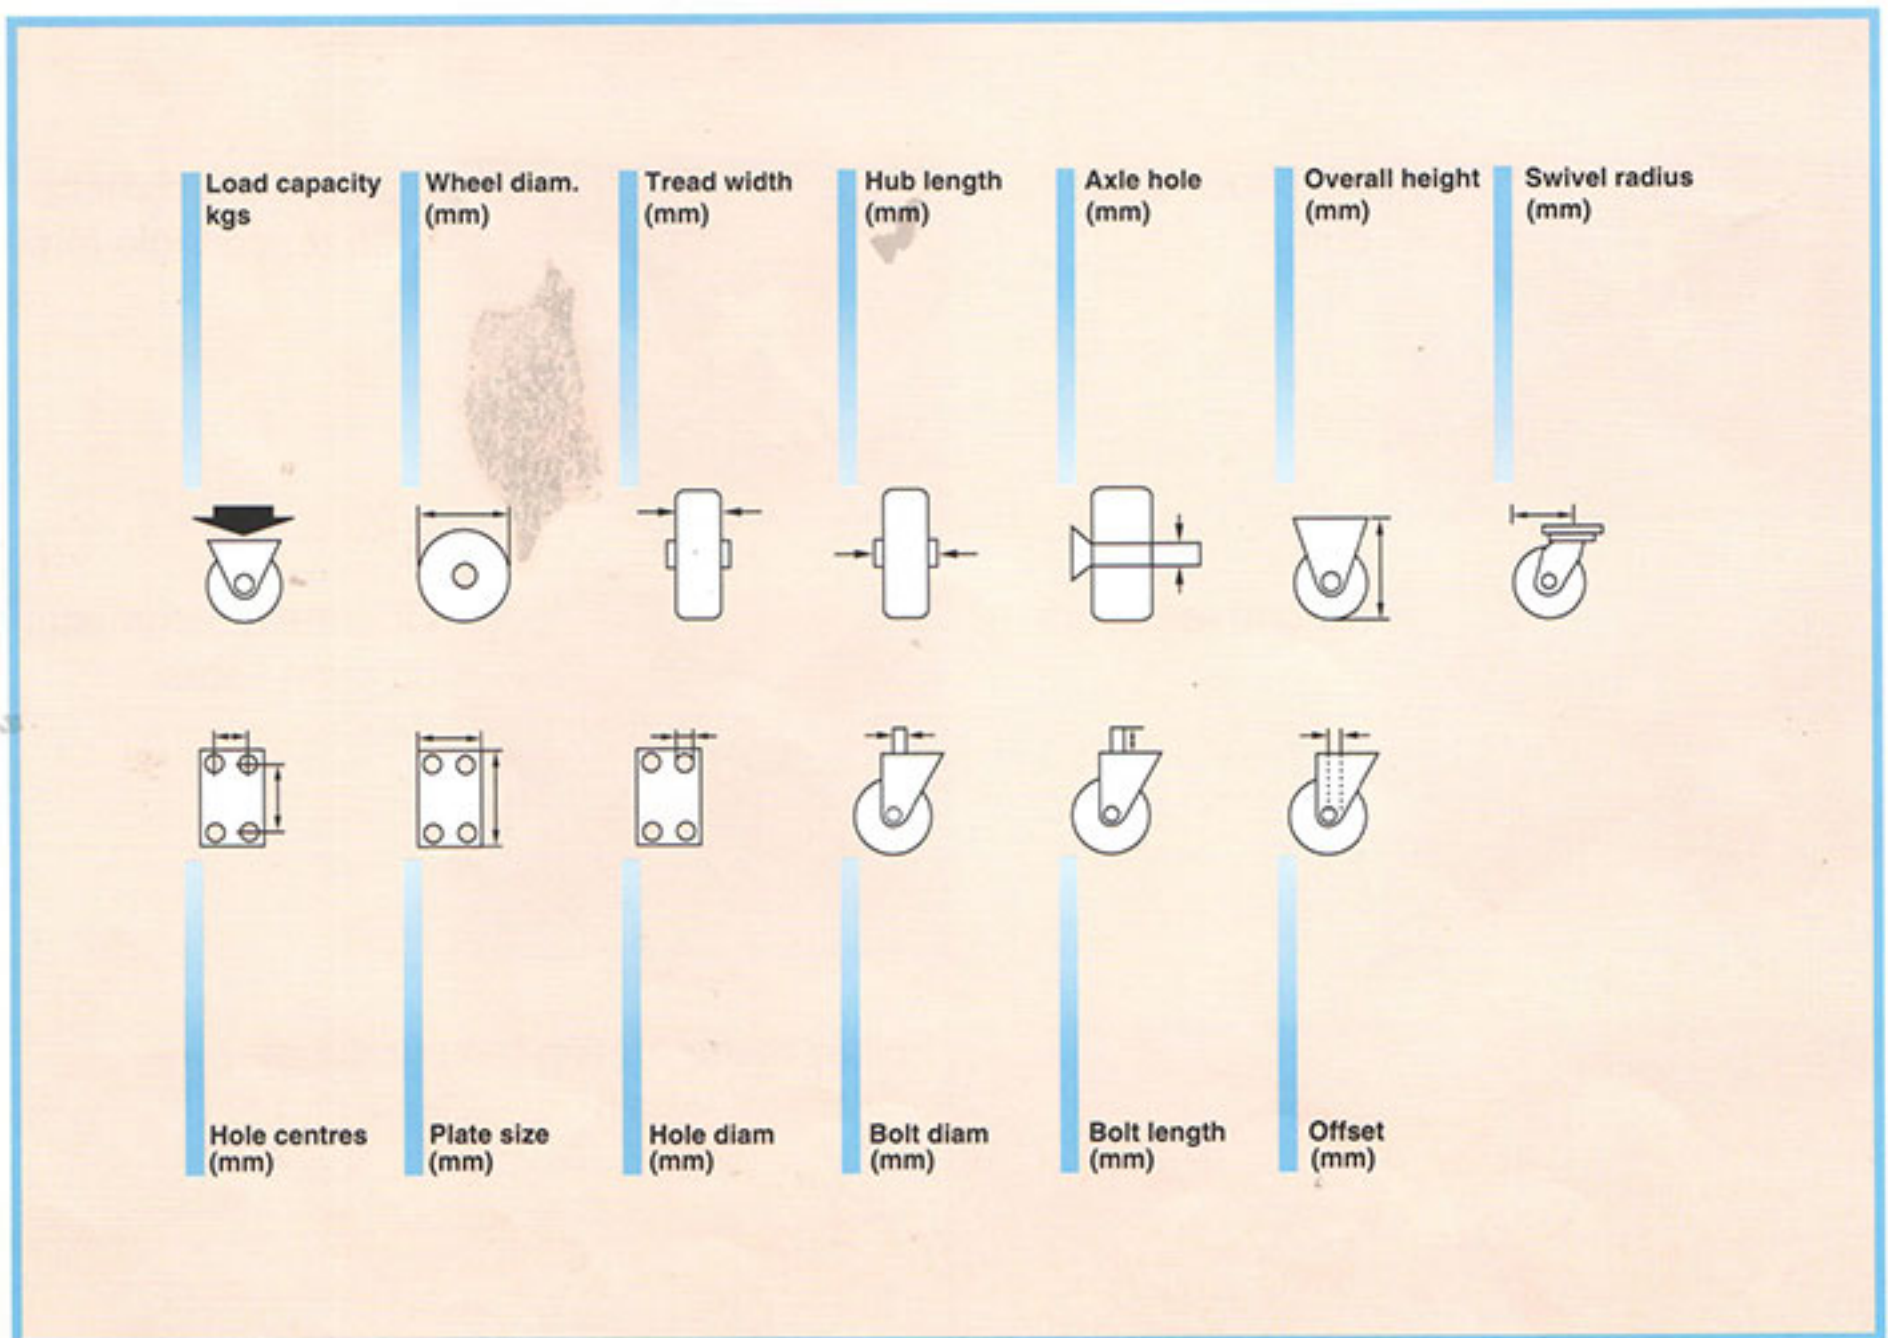 Load capacity
kgs
Wheel diam.
(mm)
Tread width
(mm)
Hub length
(mm)
Axle hole
(mm)
Overall height
(mm)
Swivel radius
(mm)
Hole centres
(mm)
Plate size
(mm)
Hole diam
(mm)
Bolt diam
(mm)
Bolt length
(mm)
Offset
(mm)